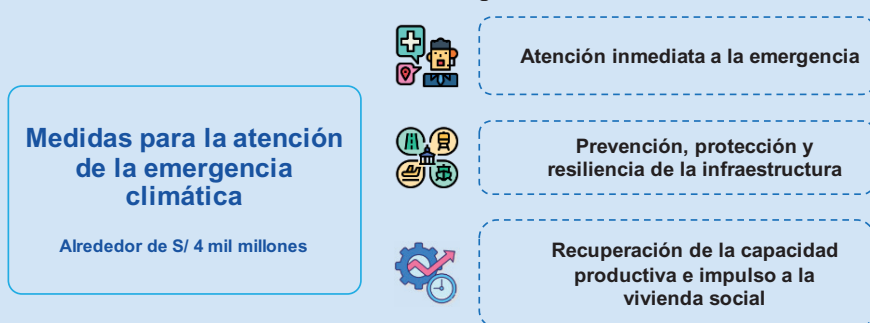 Medidas para la atención
de la emergencia
climática
Alrededor de S/ 4 mil millones
Atención inmediata a la emergencia
Prevención, protección y
resiliencia de la infraestructura
Recuperación de la capacidad
productiva e impulso a la
vivienda social